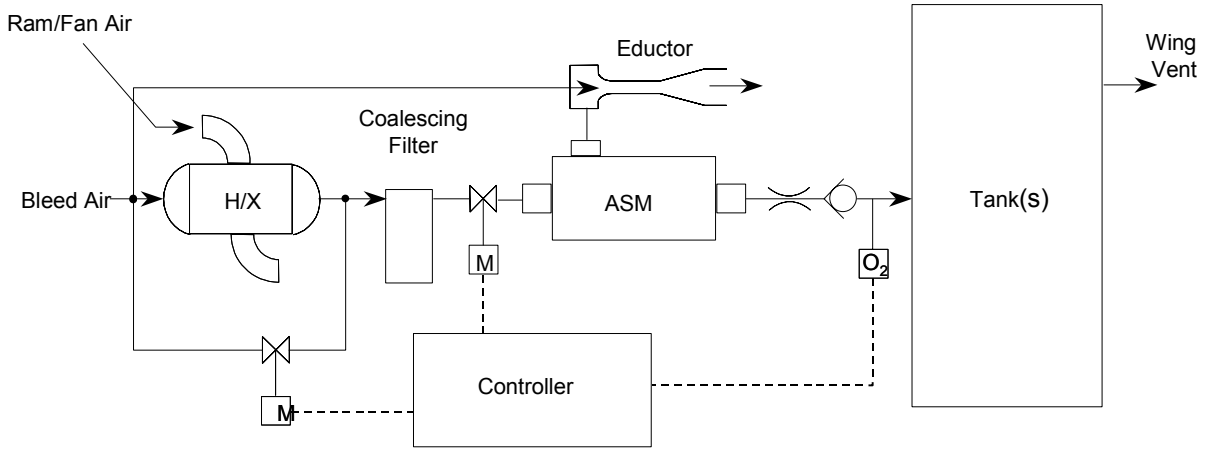 Ram/Fan Air
Eductor
Wing
Vent
Coalescing
Filter
Bleed Air
H/X
ASM
Tank(s)
M
O2
Controller
M